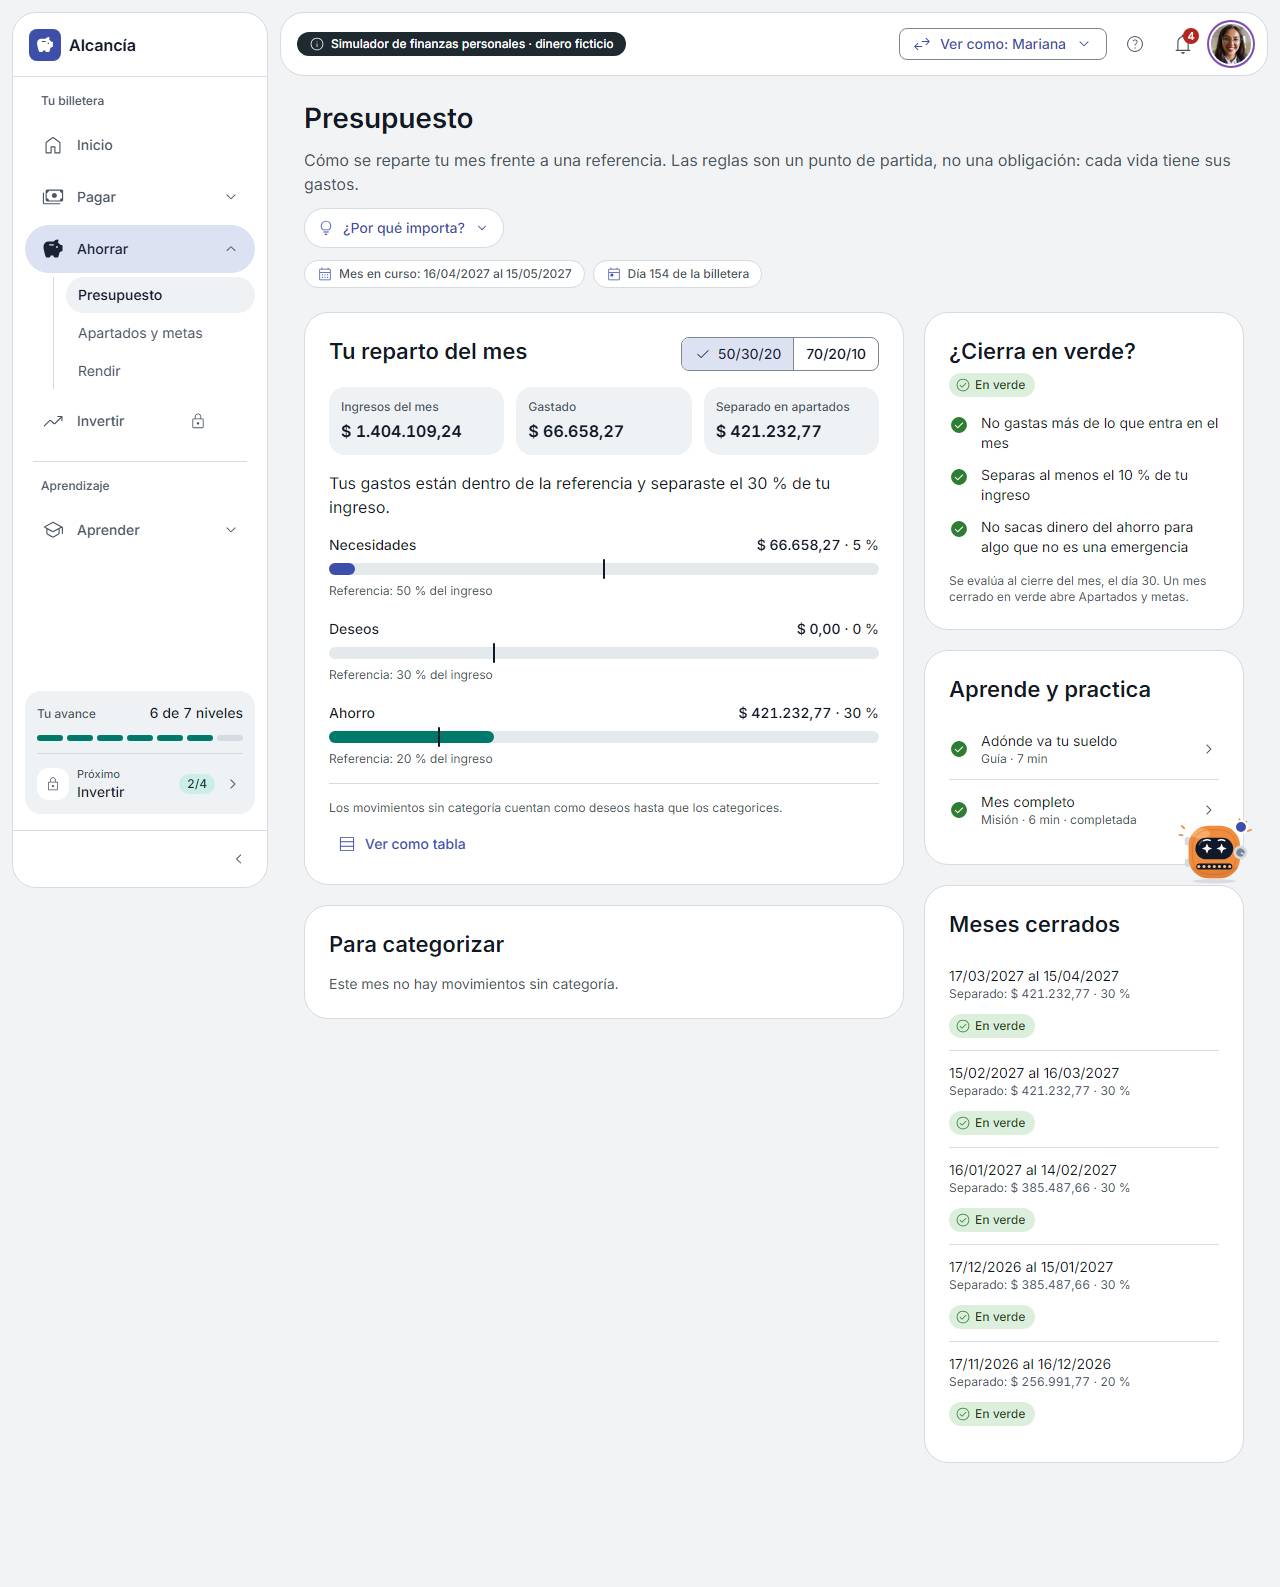 Alcancía
Simulador de finanzas personales · dinero ficticio
Ver como: Mariana
4
Tu billetera
Inicio
Pagar
Ahorrar
Presupuesto
Apartados y metas
Rendir
Invertir
Aprendizaje
Aprender
Tu avance
6 de 7 niveles
Próximo
Invertir
2/4
Presupuesto
Cómo se reparte tu mes frente a una referencia. Las reglas son un punto de partida, no una obligación: cada vida tiene sus
gastos.
¿Por qué importa?
Mes en curso: 16/04/2027 al 15/05/2027
Día 154 de la billetera
Tu reparto del mes
50/30/20
70/20/10
Ingresos del mes
$ 1.404.109,24
Gastado
$ 66.658,27
Separado en apartados
$ 421.232,77
Tus gastos están dentro de la referencia y separaste el 30 % de tu
ingreso.
Necesidades
$ 66.658,27 · 5 %
Referencia: 50 % del ingreso
Deseos
$ 0,00 · 0 %
Referencia: 30 % del ingreso
Ahorro
$ 421.232,77 · 30 %
Referencia: 20 % del ingreso
Los movimientos sin categoría cuentan como deseos hasta que los categorices.
Ver como tabla
Para categorizar
Este mes no hay movimientos sin categoría.
¿Cierra en verde?
En verde
No gastas más de lo que entra en el
mes
Separas al menos el 10 % de tu
ingreso
No sacas dinero del ahorro para
algo que no es una emergencia
Se evalúa al cierre del mes, el día 30. Un mes
cerrado en verde abre Apartados y metas.
Aprende y practica
Adónde va tu sueldo
Guía · 7 min
Mes completo
Misión · 6 min · completada
Meses cerrados
17/03/2027 al 15/04/2027
Separado: $ 421.232,77 · 30 %
En verde
15/02/2027 al 16/03/2027
Separado: $ 421.232,77 · 30 %
En verde
16/01/2027 al 14/02/2027
Separado: $ 385.487,66 · 30 %
En verde
17/12/2026 al 15/01/2027
Separado: $ 385.487,66 · 30 %
En verde
17/11/2026 al 16/12/2026
Separado: $ 256.991,77 · 20 %
En verde